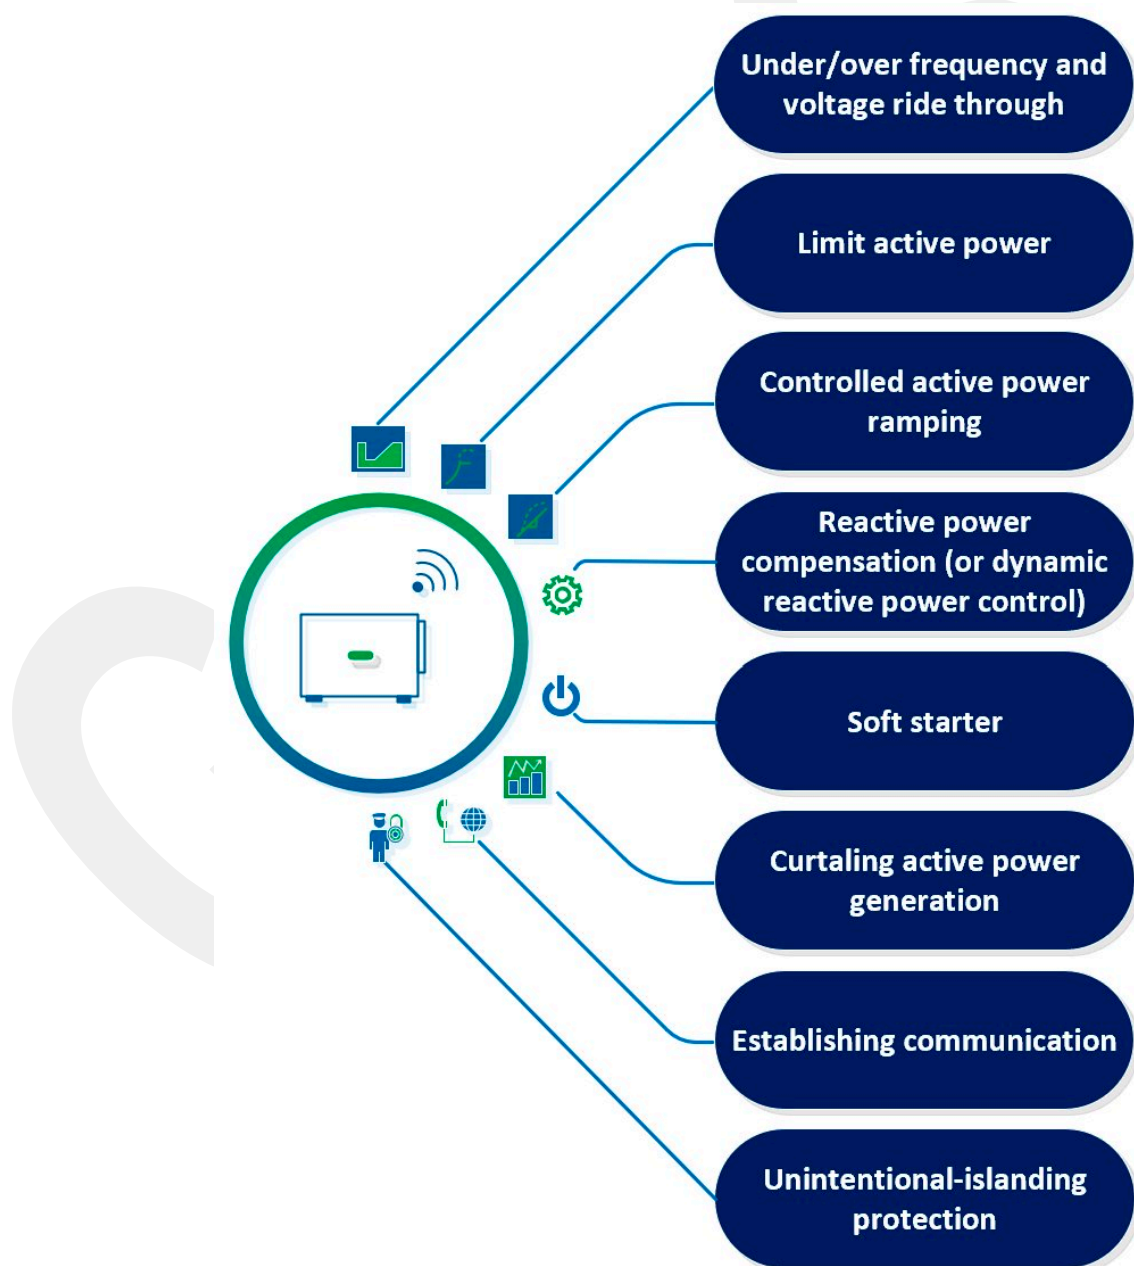 Under/over frequency and
voltage ride through
Limit active power
Controlled active power
ramping
Reactive power
compensation (or dynamic
reactive power control)
Soft starter
Curtaling active power
generation
Establishing communication
Unintentional-islanding
protection